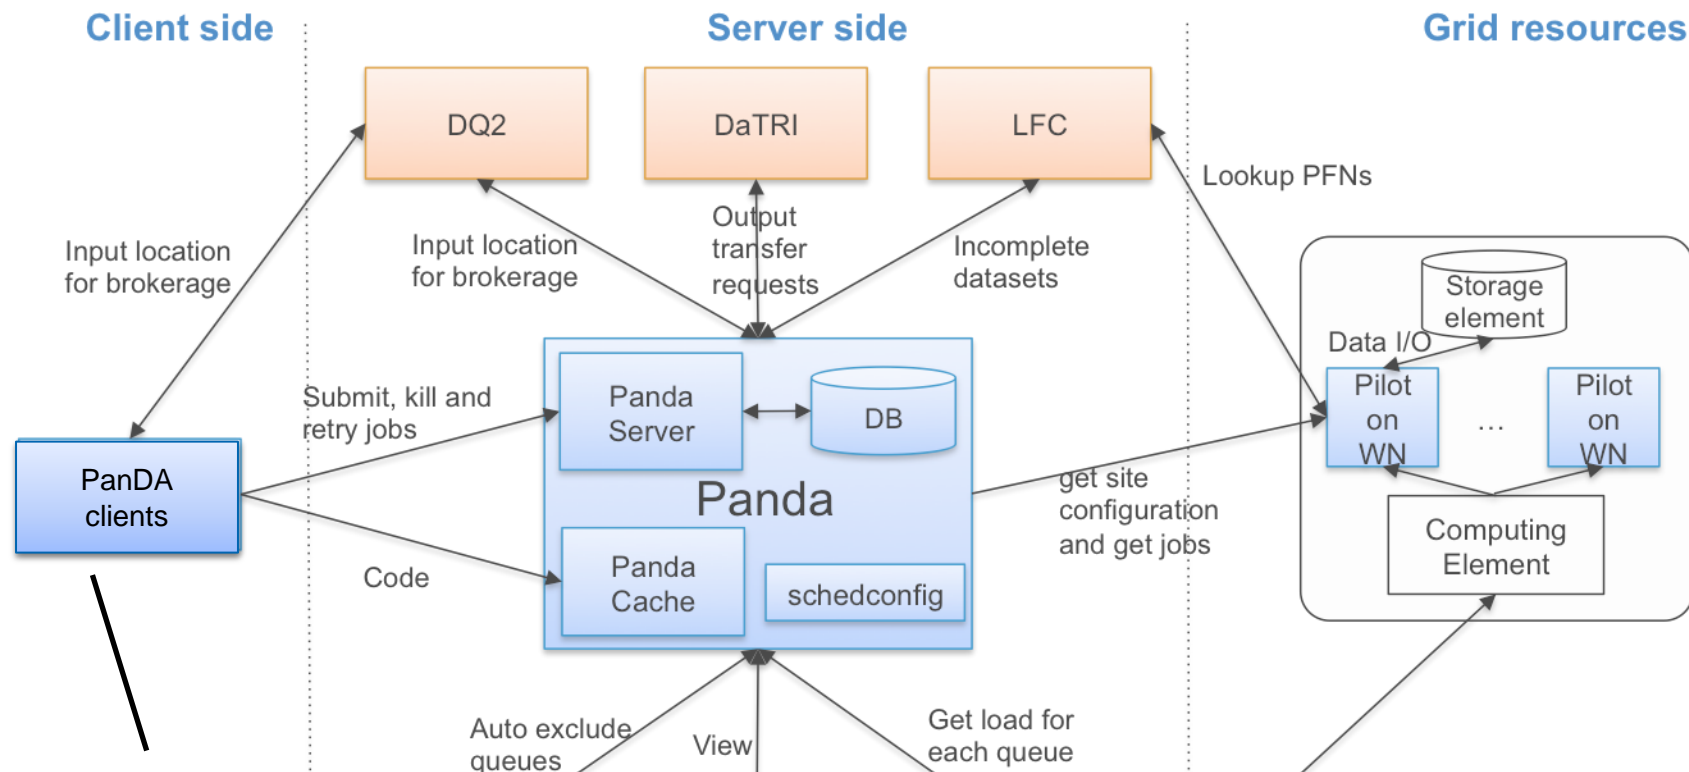 Client side
Server side
Grid resources
DQ2
DaTRI
LFC
Lookup PFNs
Input location
for brokerage
Input location
for brokerage
Output
transfer
requests
Incomplete
datasets
Storage
element
Data I/O
Pilot
on
WN
...
Pilot
on
WN
Submit, kill and
retry jobs
Panda
Server
DB
PanDA
clients
Panda
get site
configuration
and get jobs
Computing
Element
Code
Panda
Cache
schedconfig
Auto exclude
queues
View
Get load for
each queue